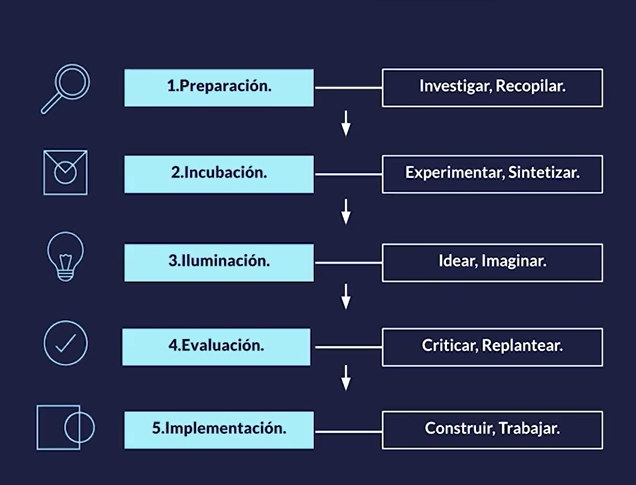 1.Preparación.
Investigar, Recopilar.
2.Incubación.
Experimentar, Sintetizar.
3.Iluminación.
Idear, Imaginar.
4.Evaluación.
Criticar, Replantear.
5.Implementación.
Construir, Trabajar.